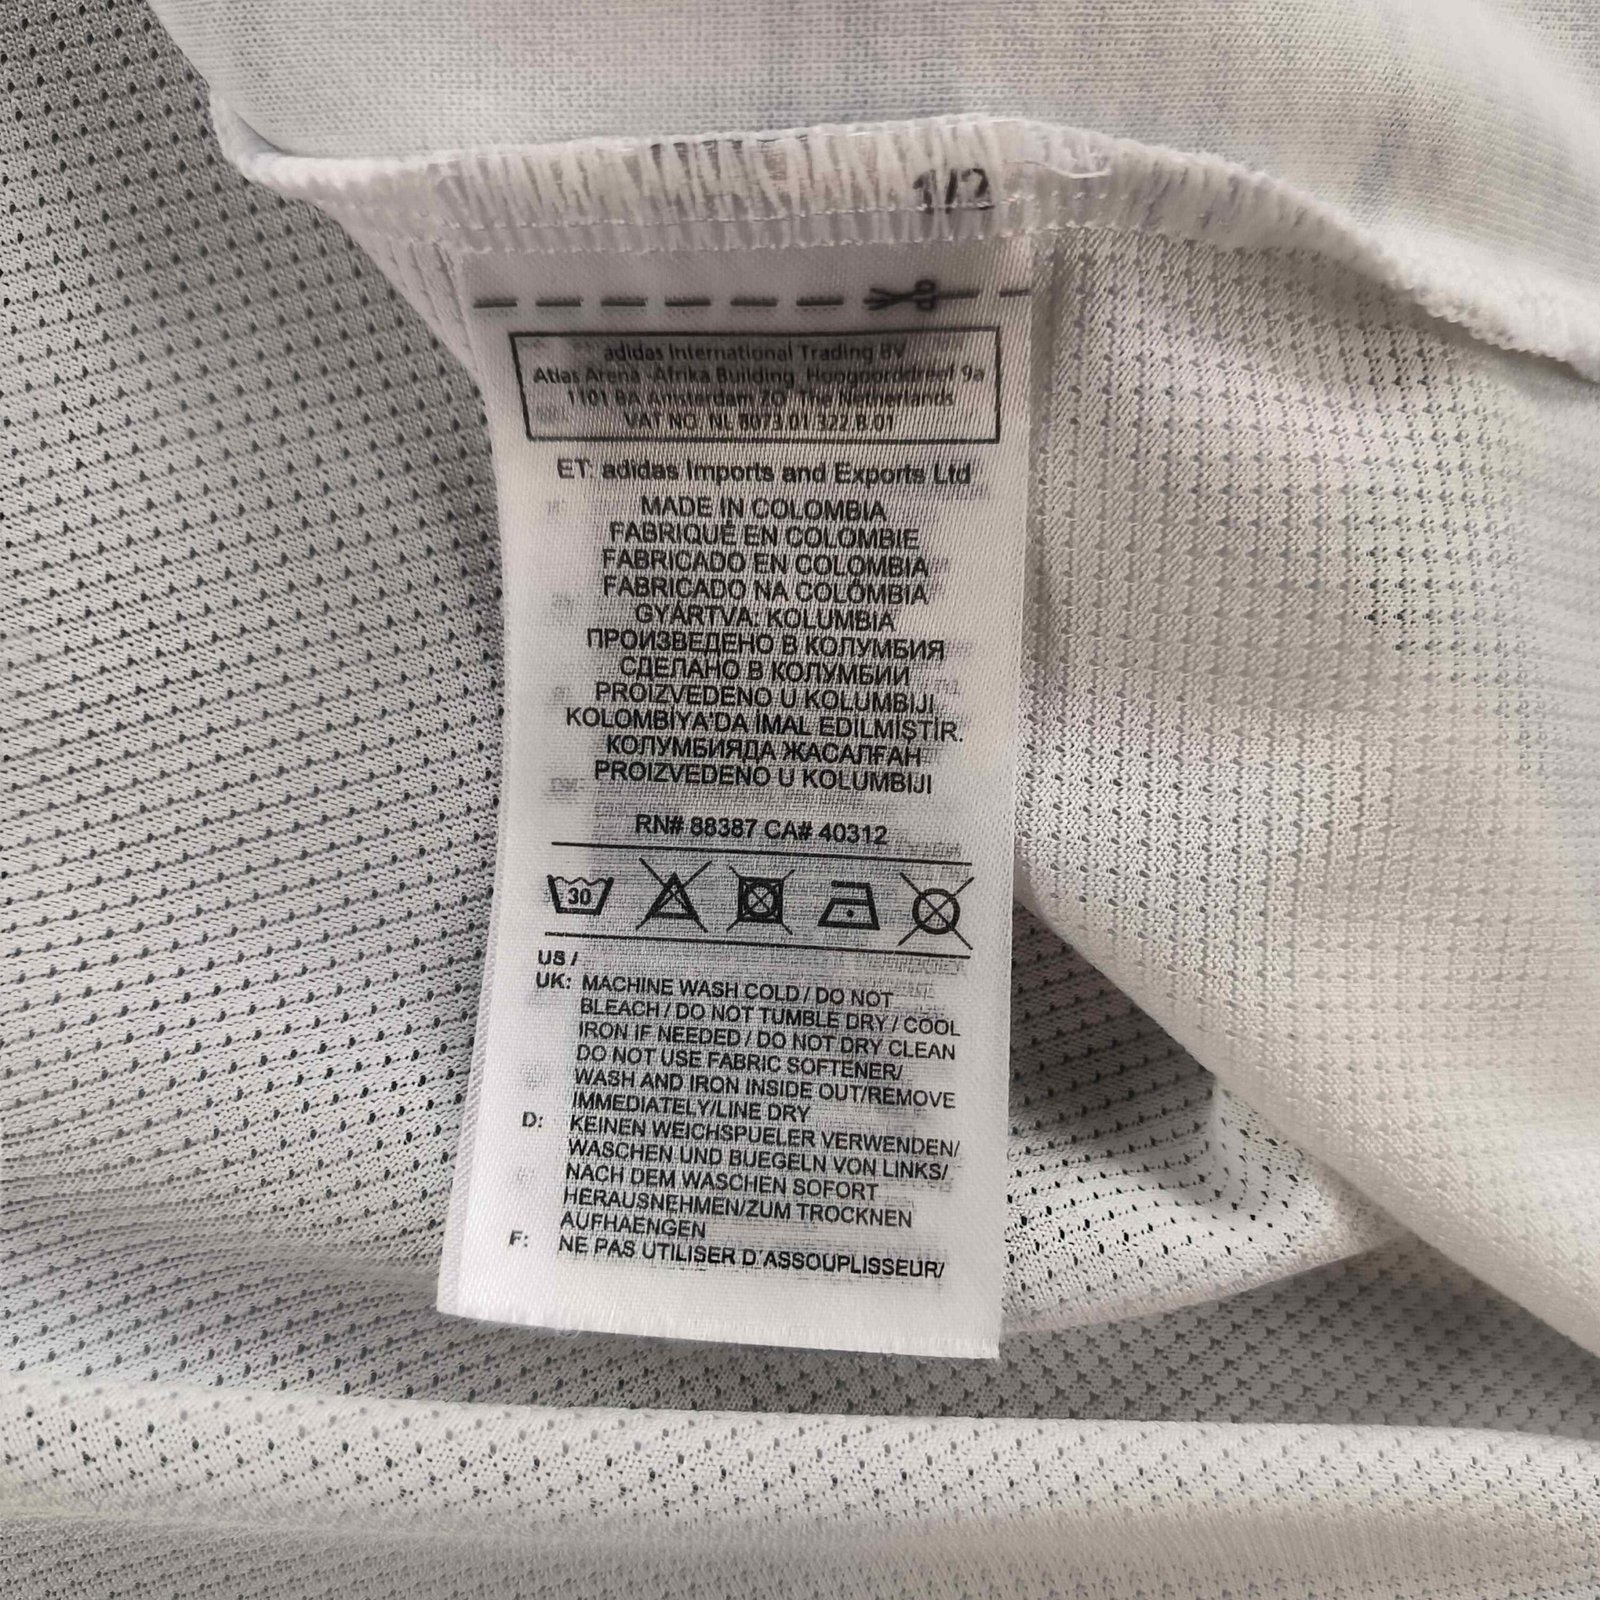 1/2
adidas International Trading BV
Atlas Arena -Afrika Building, Hoogoorddreef 9a
1101 BA Amsterdam ZO, The Netherlands
VAT NO: NL 8073.01.322.B.01
ET: adidas Imports and Exports Ltd
MADE IN COLOMBIA
FABRIQUÉ EN COLOMBIE
FABRICADO EN COLOMBIA
FABRICADO NA COLÔMBIA
GYÁRTVA: KOLUMBIA
ПРОИЗВЕДЕНО В КОЛУМБИЯ
СДЕЛАНО В КОЛУМБИИ
PROIZVEDENO U KOLUMBIJI
KOLOMBİYA'DA İMAL EDİLMİŞTİR.
КОЛУМБИЯДА ЖАСАЛҒАН
PROIZVEDENO U KOLUMBIJI
RN# 88387 CA# 40312
30
US /
UK: MACHINE WASH COLD / DO NOT
BLEACH / DO NOT TUMBLE DRY / COOL
IRON IF NEEDED / DO NOT DRY CLEAN
DO NOT USE FABRIC SOFTENER/
WASH AND IRON INSIDE OUT/REMOVE
IMMEDIATELY/LINE DRY
D: KEINEN WEICHSPUELER VERWENDEN/
WASCHEN UND BUEGELN VON LINKS/
NACH DEM WASCHEN SOFORT
HERAUSNEHMEN/ZUM TROCKNEN
AUFHAENGEN
F: NE PAS UTILISER D'ASSOUPLISSEUR/